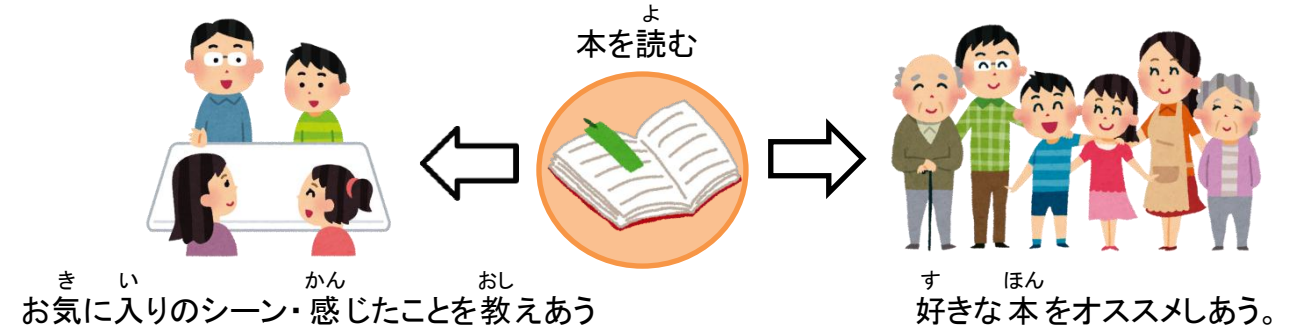 よ
本を読む
き い かん おし
お気に入りのシーン・感じたことを教えあう
す ほん
好きな本をオススメしあう。